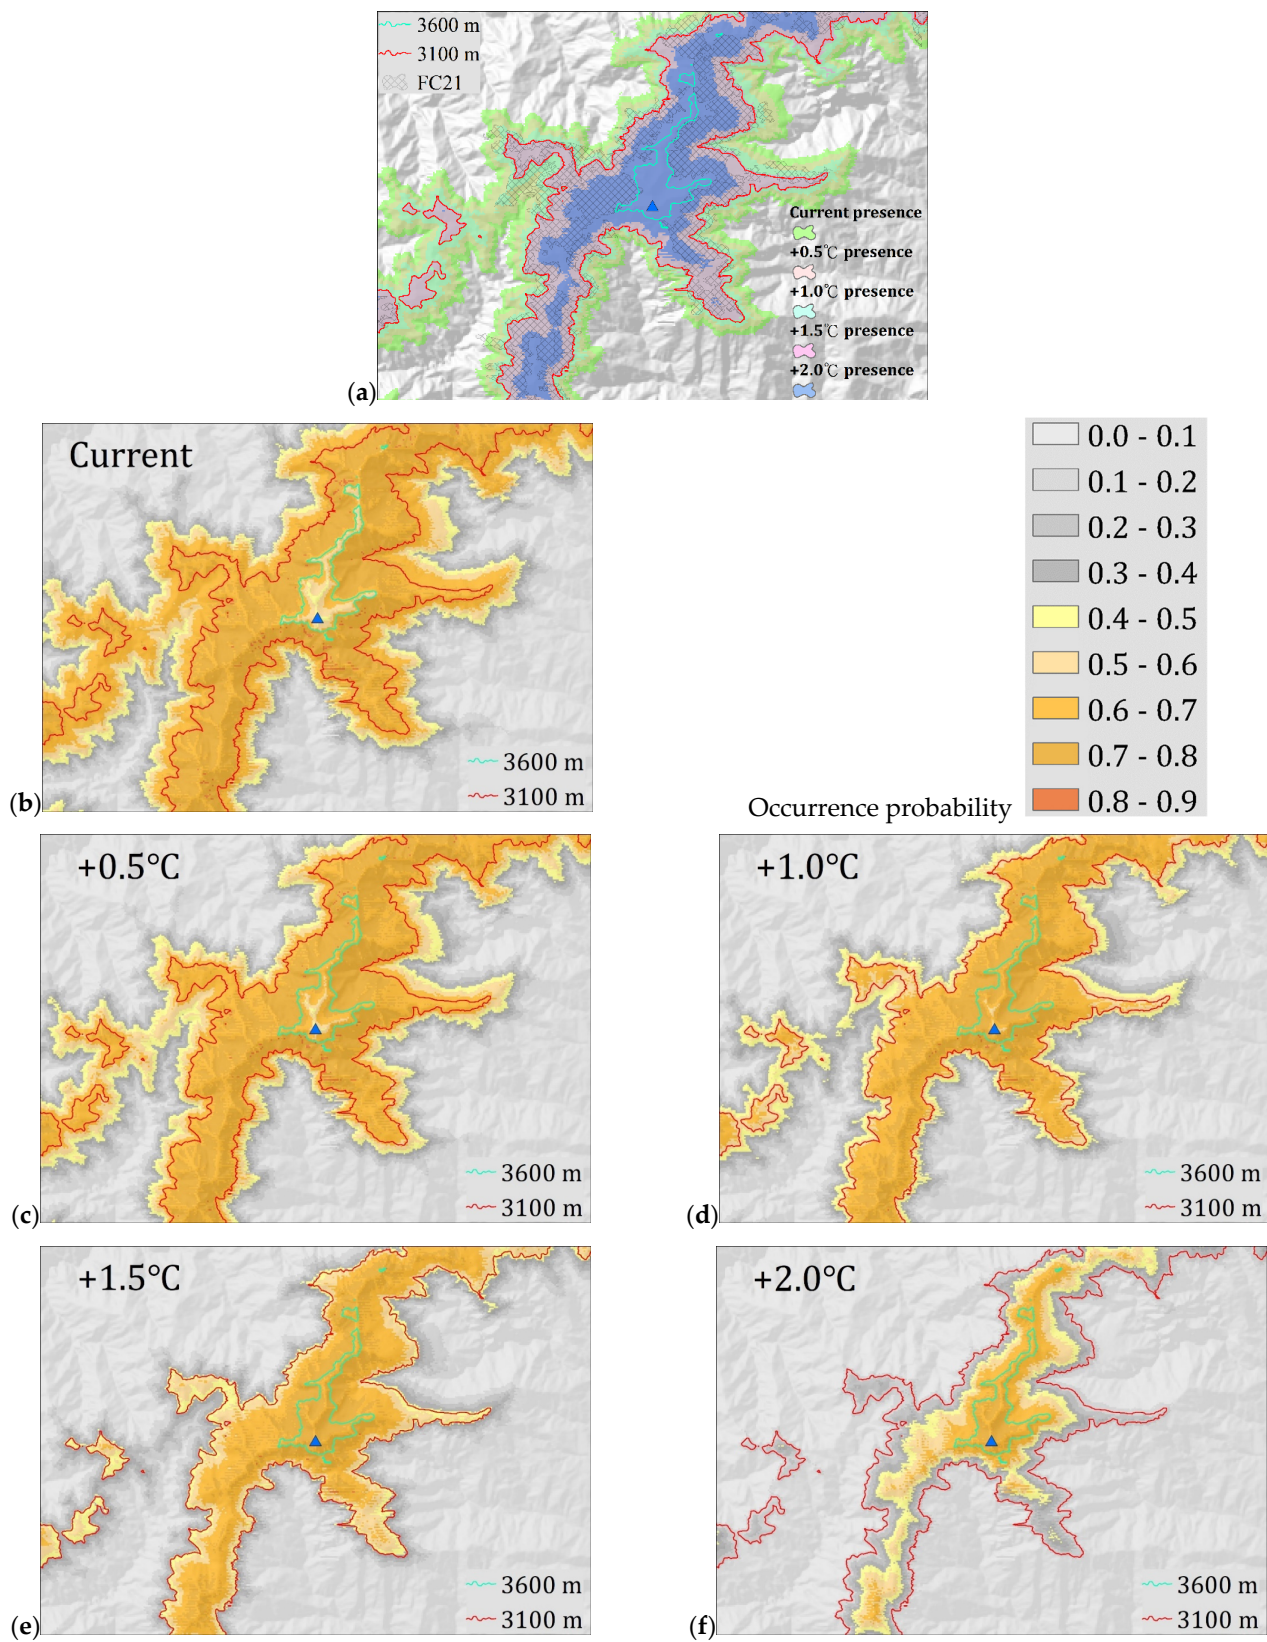 3600 m
3100 m
FC21
Current presence
+0.5℃ presence
+1.0℃ presence
+1.5℃ presence
+2.0℃ presence
(a)
Current
3600 m
3100 m
(b)
0.0 - 0.1
0.1 - 0.2
0.2 - 0.3
0.3 - 0.4
0.4 - 0.5
0.5 - 0.6
0.6 - 0.7
0.7 - 0.8
0.8 - 0.9
Occurrence probability
+0.5°C
3600 m
3100 m
(c)
+1.0°C
3600 m
3100 m
(d)
+1.5°C
3600 m
3100 m
(e)
+2.0°C
3600 m
3100 m
(f)